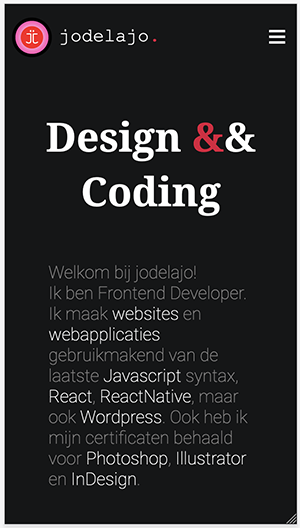 jodelajo.
Design &&
Coding
Welkom bij jodelajo!
Ik ben Frontend Developer.
Ik maak websites en
webapplicaties
gebruikmakend van de
laatste Javascript syntax,
React, ReactNative, maar
ook Wordpress. Ook heb ik
mijn certificaten behaald
voor Photoshop, Illustrator
en InDesign.